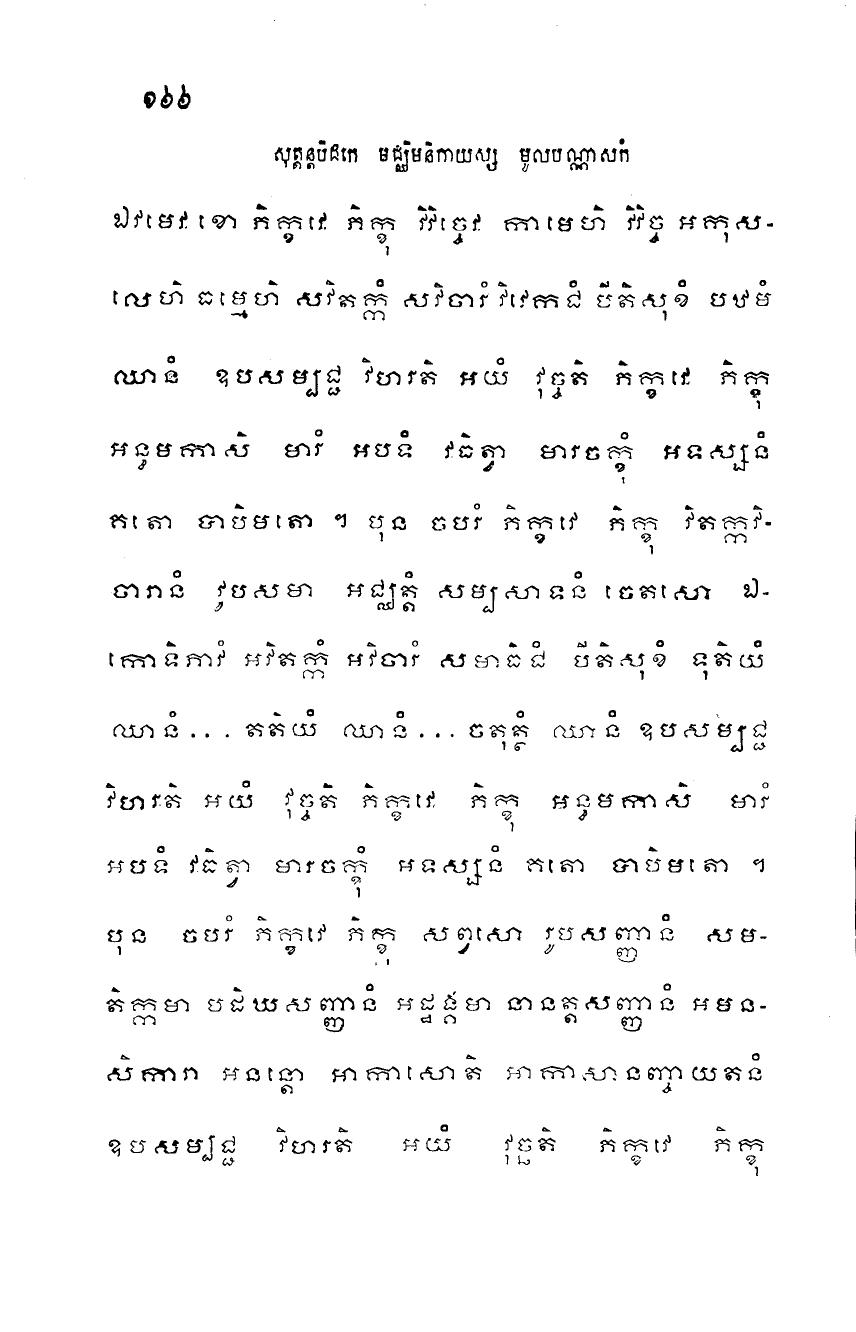 ១៦៦
សុត្តន្តបិដកេ មជ្ឈិមនិកាយស្ស មូលបណ្ណាសកំ
ឯវមេវ ខោ ភិក្ខវេ ភិក្ខុ វិវិច្ចេវ កាមេហិ វិវិច្ច អកុស-
លេហិ ធម្មេហិ សវិតក្កំ សវិចារំ វិវេកជំ បីតិសុខំ បឋមំ
ឈានំ ឧបសម្បជ្ជ វិហរតិ អយំ វុច្ចតិ ភិក្ខវេ ភិក្ខុ
អន្ធមកាសិ មារំ អបទំ វធិត្វា មារចក្ខុំ អទស្សនំ
គតោ បាបិមតោ ។ បុន ចបរំ ភិក្ខវេ ភិក្ខុ វិតក្កវិ-
ចារានំ វូបសមា អជ្ឈត្តំ សម្បសាទនំ ចេតសោ ឯ-
កោទិភាវំ អវិតក្កំ អវិចារំ សមាធិជំ បីតិសុខំ ទុតិយំ
ឈានំ... តតិយំ ឈានំ... ចតុត្ថំ ឈានំ ឧបសម្បជ្ជ
វិហរតិ អយំ វុច្ចតិ ភិក្ខវេ ភិក្ខុ អន្ធមកាសិ មារំ
អបទំ វធិត្វា មារចក្ខុំ អទស្សនំ គតោ បាបិមតោ ។
បុន ចបរំ ភិក្ខវេ ភិក្ខុ សព្វសោ រូបសញ្ញានំ សម-
តិក្កមា បដិឃសញ្ញានំ អដ្ឋង្គមា នានត្តសញ្ញានំ អមន-
សិការា អនន្តោ អាកាសោតិ អាកាសានញ្ចាយតនំ
ឧបសម្បជ្ជ វិហរតិ អយំ វុច្ចតិ ភិក្ខវេ ភិក្ខុ